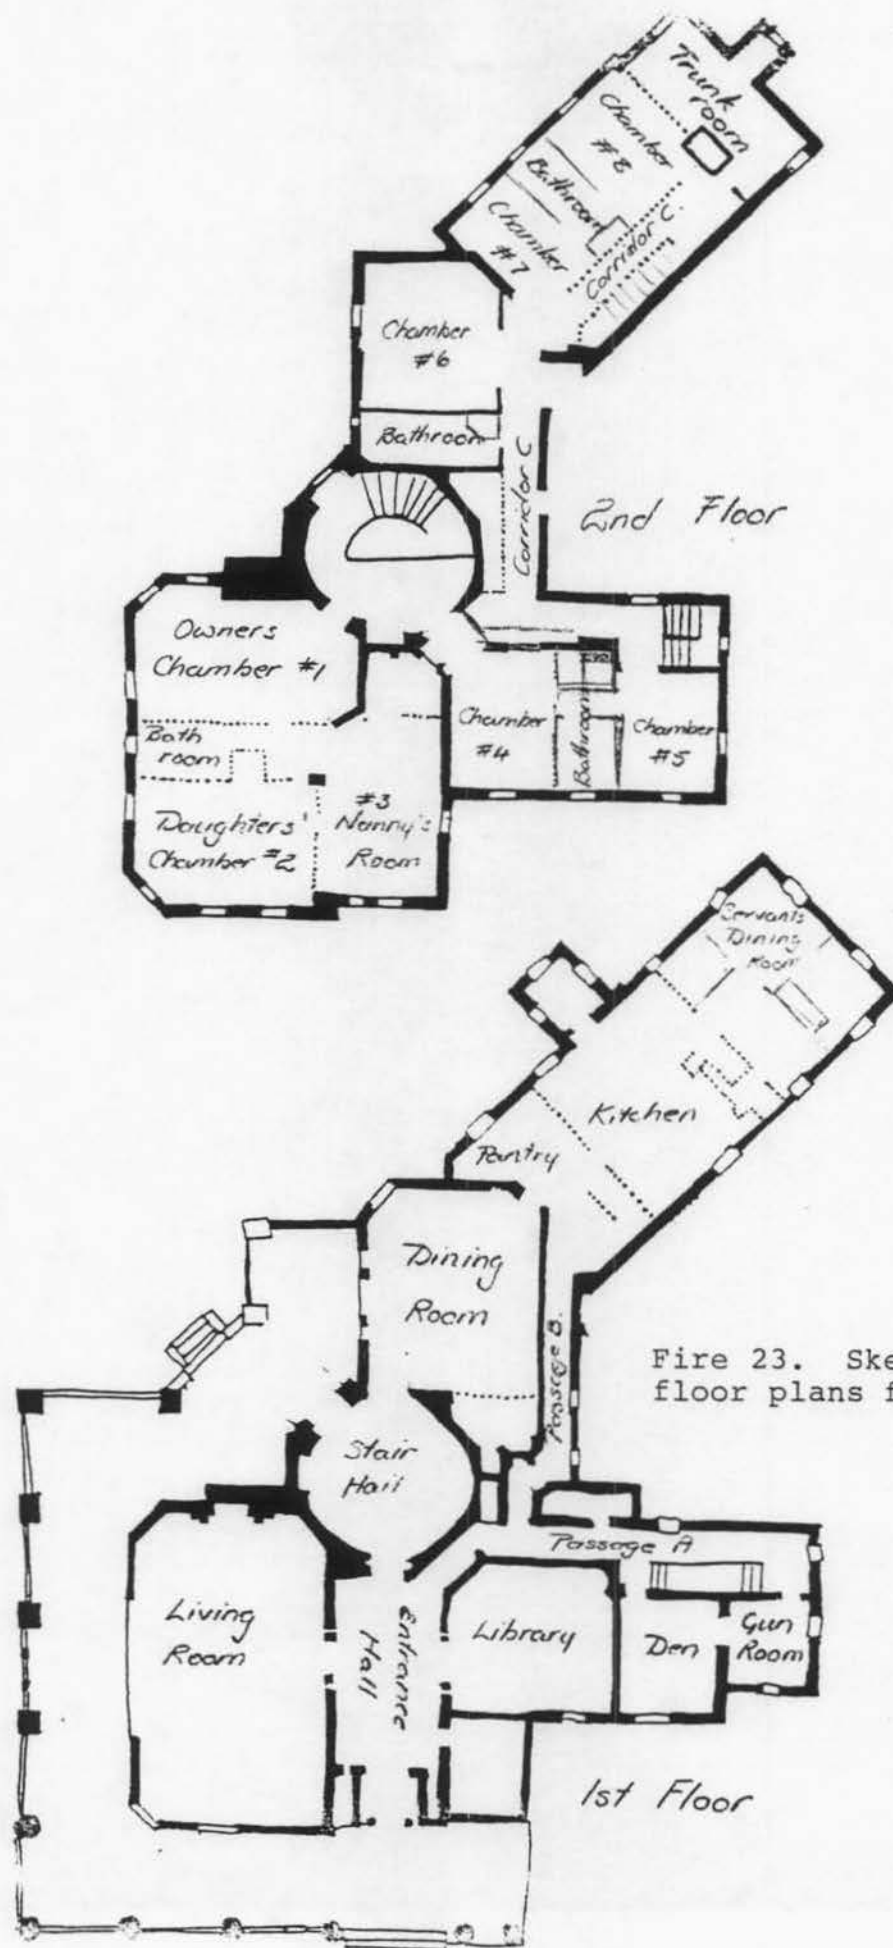 Trunk
room
Chamber
#8
Bathroom
Chamber
#7
Corridor C.
Chamber
#6
Bathroom
Corridor C
2nd Floor
Owners
Chamber #1
Bath
room
Chamber
#4
Bathroom
Chamber
#5
Daughters'
Chamber #2
#3
Nanny's
Room
Servants
Dining
Room
Kitchen
Pantry
Dining
Room
Passage B.
Fire 23. Ske
floor plans f
Stair
Hall
Passage A
Living
Room
Entrance
Hall
Library
Den
Gun
Room
1st Floor